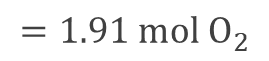 = 1.91 mol O₂